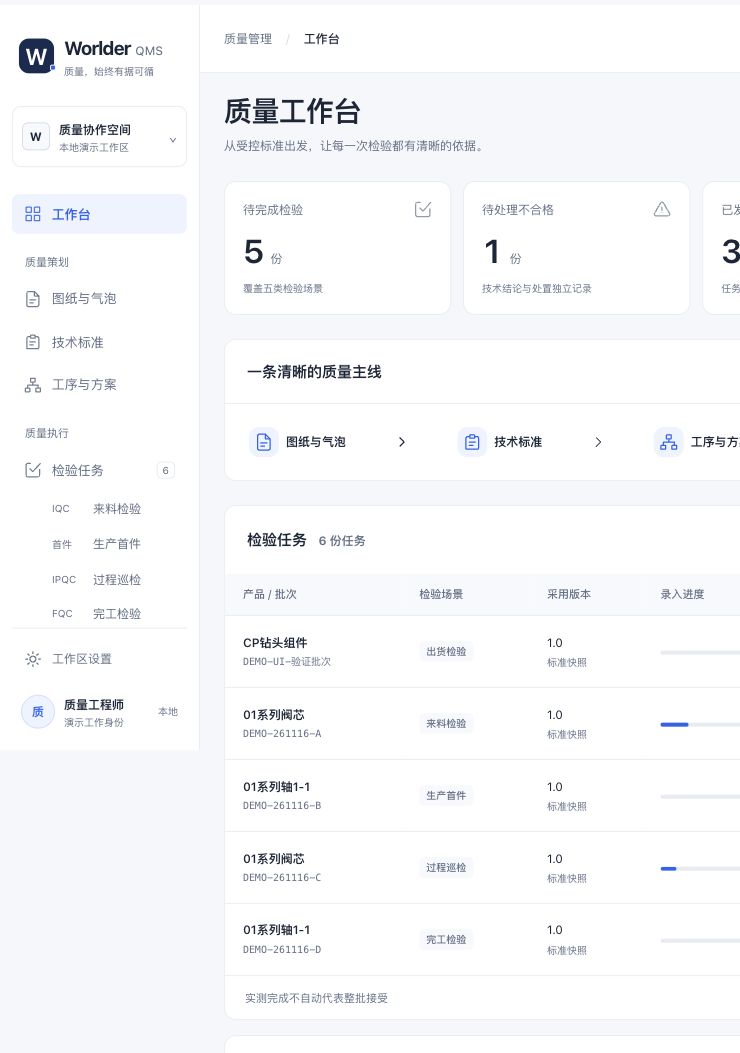 W Worlder QMS
质量，始终有据可循
W 质量协作空间
本地演示工作区
工作台
质量策划
图纸与气泡
技术标准
工序与方案
质量执行
检验任务 6
IQC 来料检验
首件 生产首件
IPQC 过程巡检
FQC 完工检验
工作区设置
质 质量工程师 本地
演示工作身份
质量管理 / 工作台
质量工作台
从受控标准出发，让每一次检验都有清晰的依据。
待完成检验
5 份
覆盖五类检验场景
待处理不合格
1 份
技术结论与处置独立记录
已发
3
任务
一条清晰的质量主线
图纸与气泡 技术标准 工序与方
检验任务 6 份任务
产品 / 批次 检验场景 采用版本 录入进度
CP钻头组件 出货检验 1.0
DEMO-UI-验证批次 标准快照
01系列阀芯 来料检验 1.0
DEMO-261116-A 标准快照
01系列轴1-1 生产首件 1.0
DEMO-261116-B 标准快照
01系列阀芯 过程巡检 1.0
DEMO-261116-C 标准快照
01系列轴1-1 完工检验 1.0
DEMO-261116-D 标准快照
实测完成不自动代表整批接受